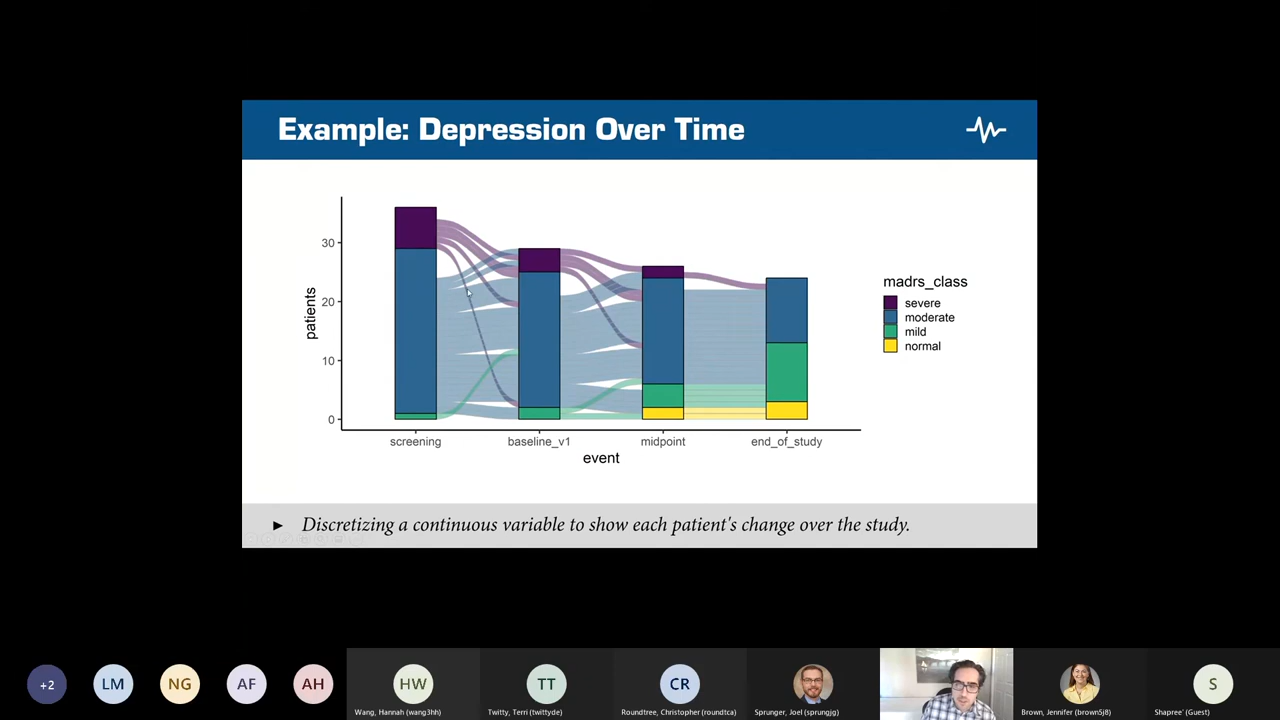 Example: Depression Over Time
patients
30
20
10
0
screening
baseline_v1
midpoint
end_of_study
event
madrs_class
severe
moderate
mild
normal
► Discretizing a continuous variable to show each patient's change over the study.
+2
LM
NG
AF
AH
HW
TT
CR
S
Wang, Hannah (wang3hh)
Twitty, Terri (twittyde)
Roundtree, Christopher (roundtca)
Sprunger, Joel (sprungjg)
Brown, Jennifer (brown5j8)
Shapree' (Guest)